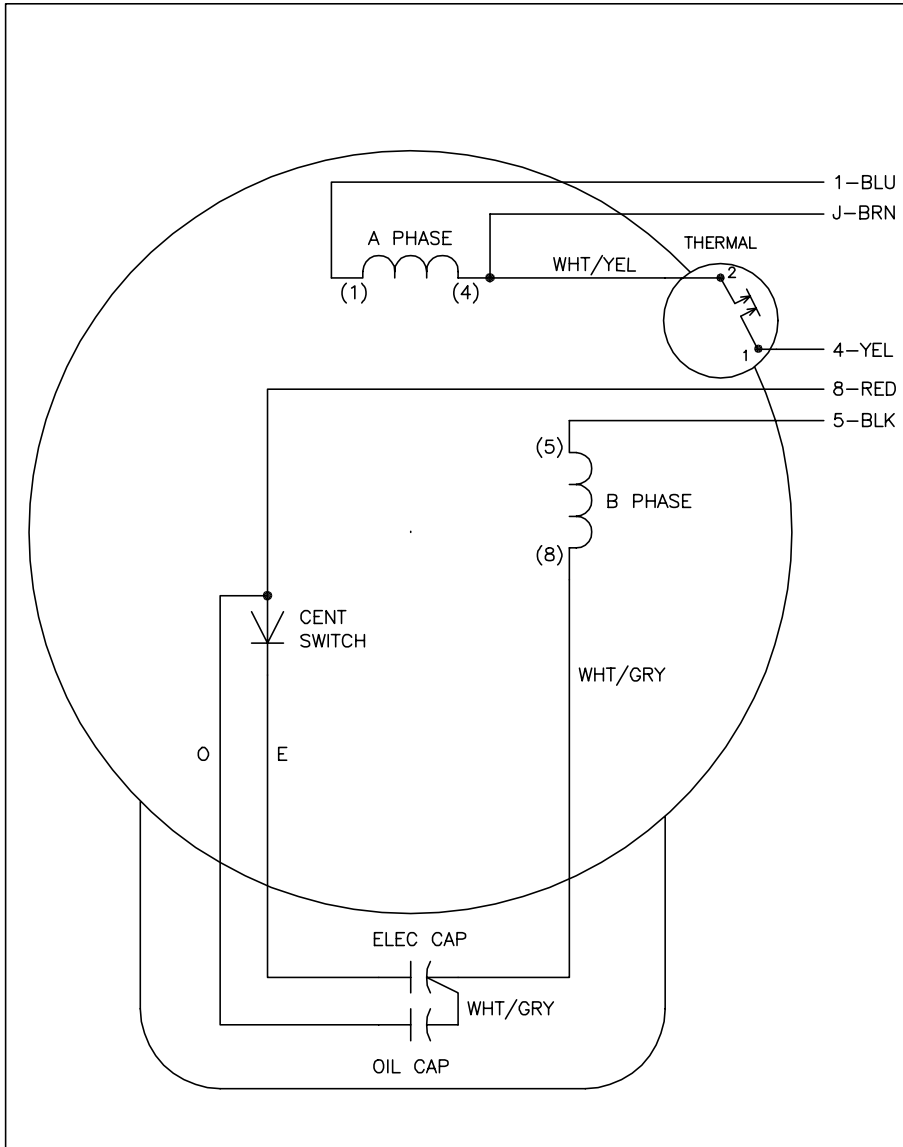 1-BLU
J-BRN
A PHASE
THERMAL
WHT/YEL
2
(1)
(4)
1
4-YEL
8-RED
5-BLK
(5)
B PHASE
(8)
CENT
SWITCH
WHT/GRY
O
E
ELEC CAP
WHT/GRY
OIL CAP